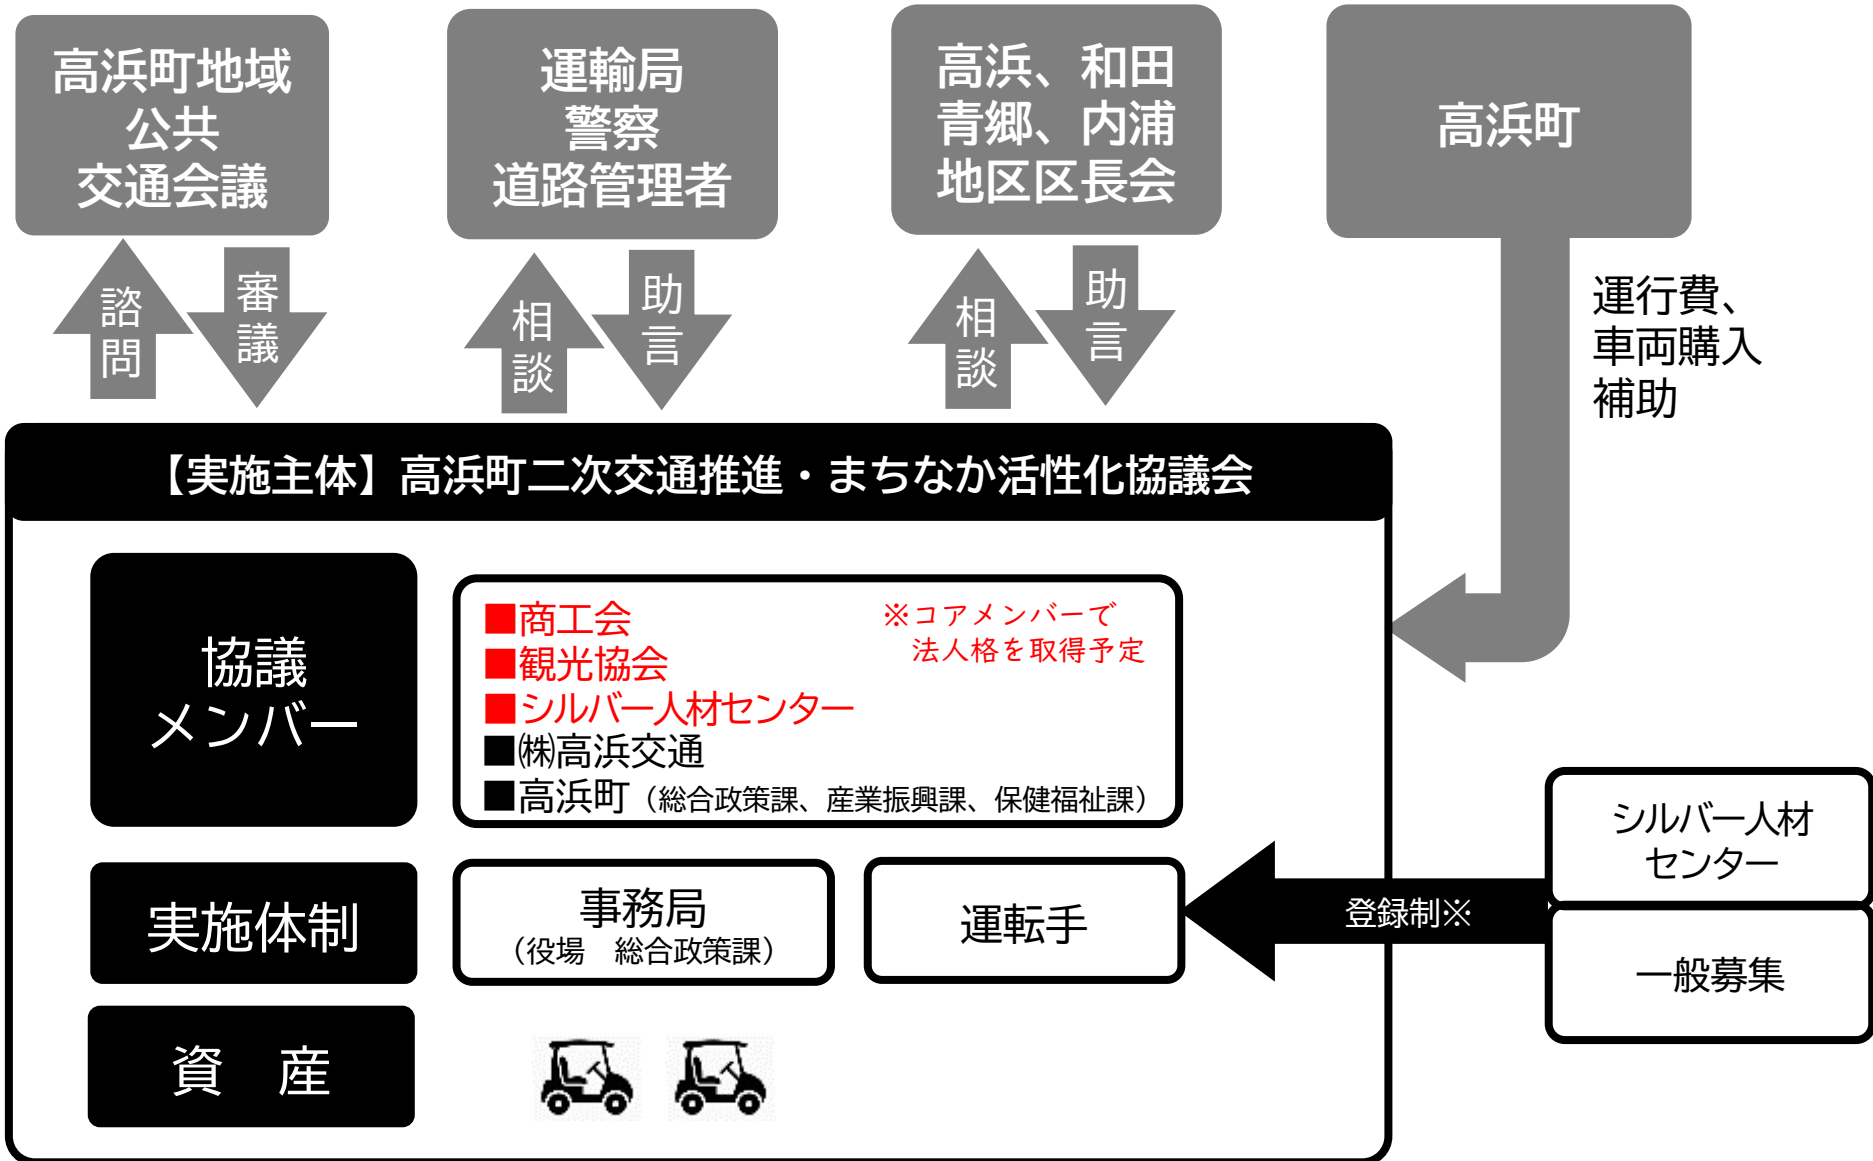 高浜町地域
公共
交通会議
運輸局
警察
道路管理者
高浜、和田
青郷、内浦
地区区長会
高浜町
諮問
審議
相談
助言
相談
助言
運行費、
車両購入
補助
【実施主体】高浜町二次交通推進・まちなか活性化協議会
協議
メンバー
■商工会
■観光協会
■シルバー人材センター
■㈱高浜交通
■高浜町（総合政策課、産業振興課、保健福祉課）
※コアメンバーで
法人格を取得予定
実施体制
事務局
（役場　総合政策課）
運転手
登録制※
シルバー人材
センター
一般募集
資　産